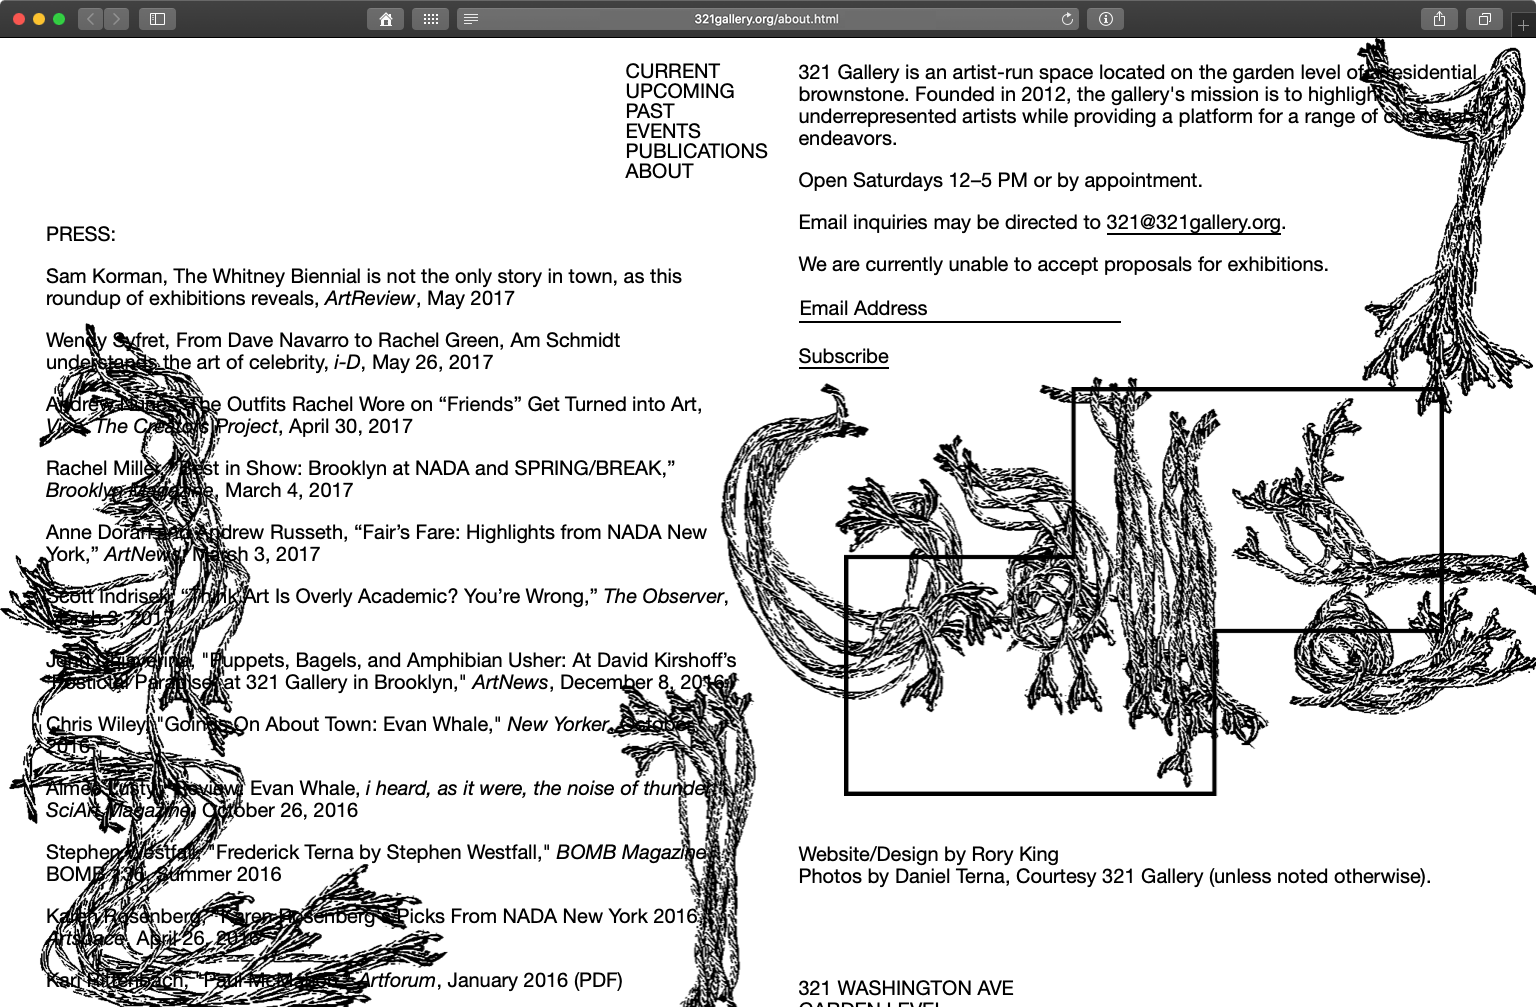 321gallery.org/about.html
CURRENT
UPCOMING
PAST
EVENTS
PUBLICATIONS
ABOUT
321 Gallery is an artist-run space located on the garden level of a residential
brownstone. Founded in 2012, the gallery's mission is to highlight
underrepresented artists while providing a platform for a range of curatorial
endeavors.
Open Saturdays 12–5 PM or by appointment.
Email inquiries may be directed to 321@321gallery.org.
We are currently unable to accept proposals for exhibitions.
Email Address
Subscribe
PRESS:
Sam Korman, The Whitney Biennial is not the only story in town, as this
roundup of exhibitions reveals, ArtReview, May 2017
Wendy Syfret, From Dave Navarro to Rachel Green, Am Schmidt
understands the art of celebrity, i-D, May 26, 2017
Andrew Nunes, The Outfits Rachel Wore on “Friends” Get Turned into Art,
Vice, The Creators Project, April 30, 2017
Rachel Miller, "Best in Show: Brooklyn at NADA and SPRING/BREAK,”
Brooklyn Magazine, March 4, 2017
Anne Doran and Andrew Russeth, “Fair’s Fare: Highlights from NADA New
York,” ArtNews, March 3, 2017
Scott Indrisek, “Think Art Is Overly Academic? You’re Wrong,” The Observer,
March 3, 2017
John "Puppets, Bagels, and Amphibian Usher: At David Kirshoff’s
Paradise, at 321 Gallery in Brooklyn," ArtNews, December 8, 2016
Chris Wiley, "Goings On About Town: Evan Whale," New Yorker, October
2016
Aimee Lusty, Review, Evan Whale, i heard, as it were, the noise of thunder,
SciArt Magazine, October 26, 2016
Stephen Westfall, "Frederick Terna by Stephen Westfall," BOMB Magazine,
BOMB 136, Summer 2016
Karen Rosenberg, "Karen Rosenberg's Picks From NADA New York 2016,
Artspace, April 26, 2016
Kari Rittenbach, "Paul McMahon," Artforum, January 2016 (PDF)
Website/Design by Rory King
Photos by Daniel Terna, Courtesy 321 Gallery (unless noted otherwise).
321 WASHINGTON AVE
GARDEN LEVEL